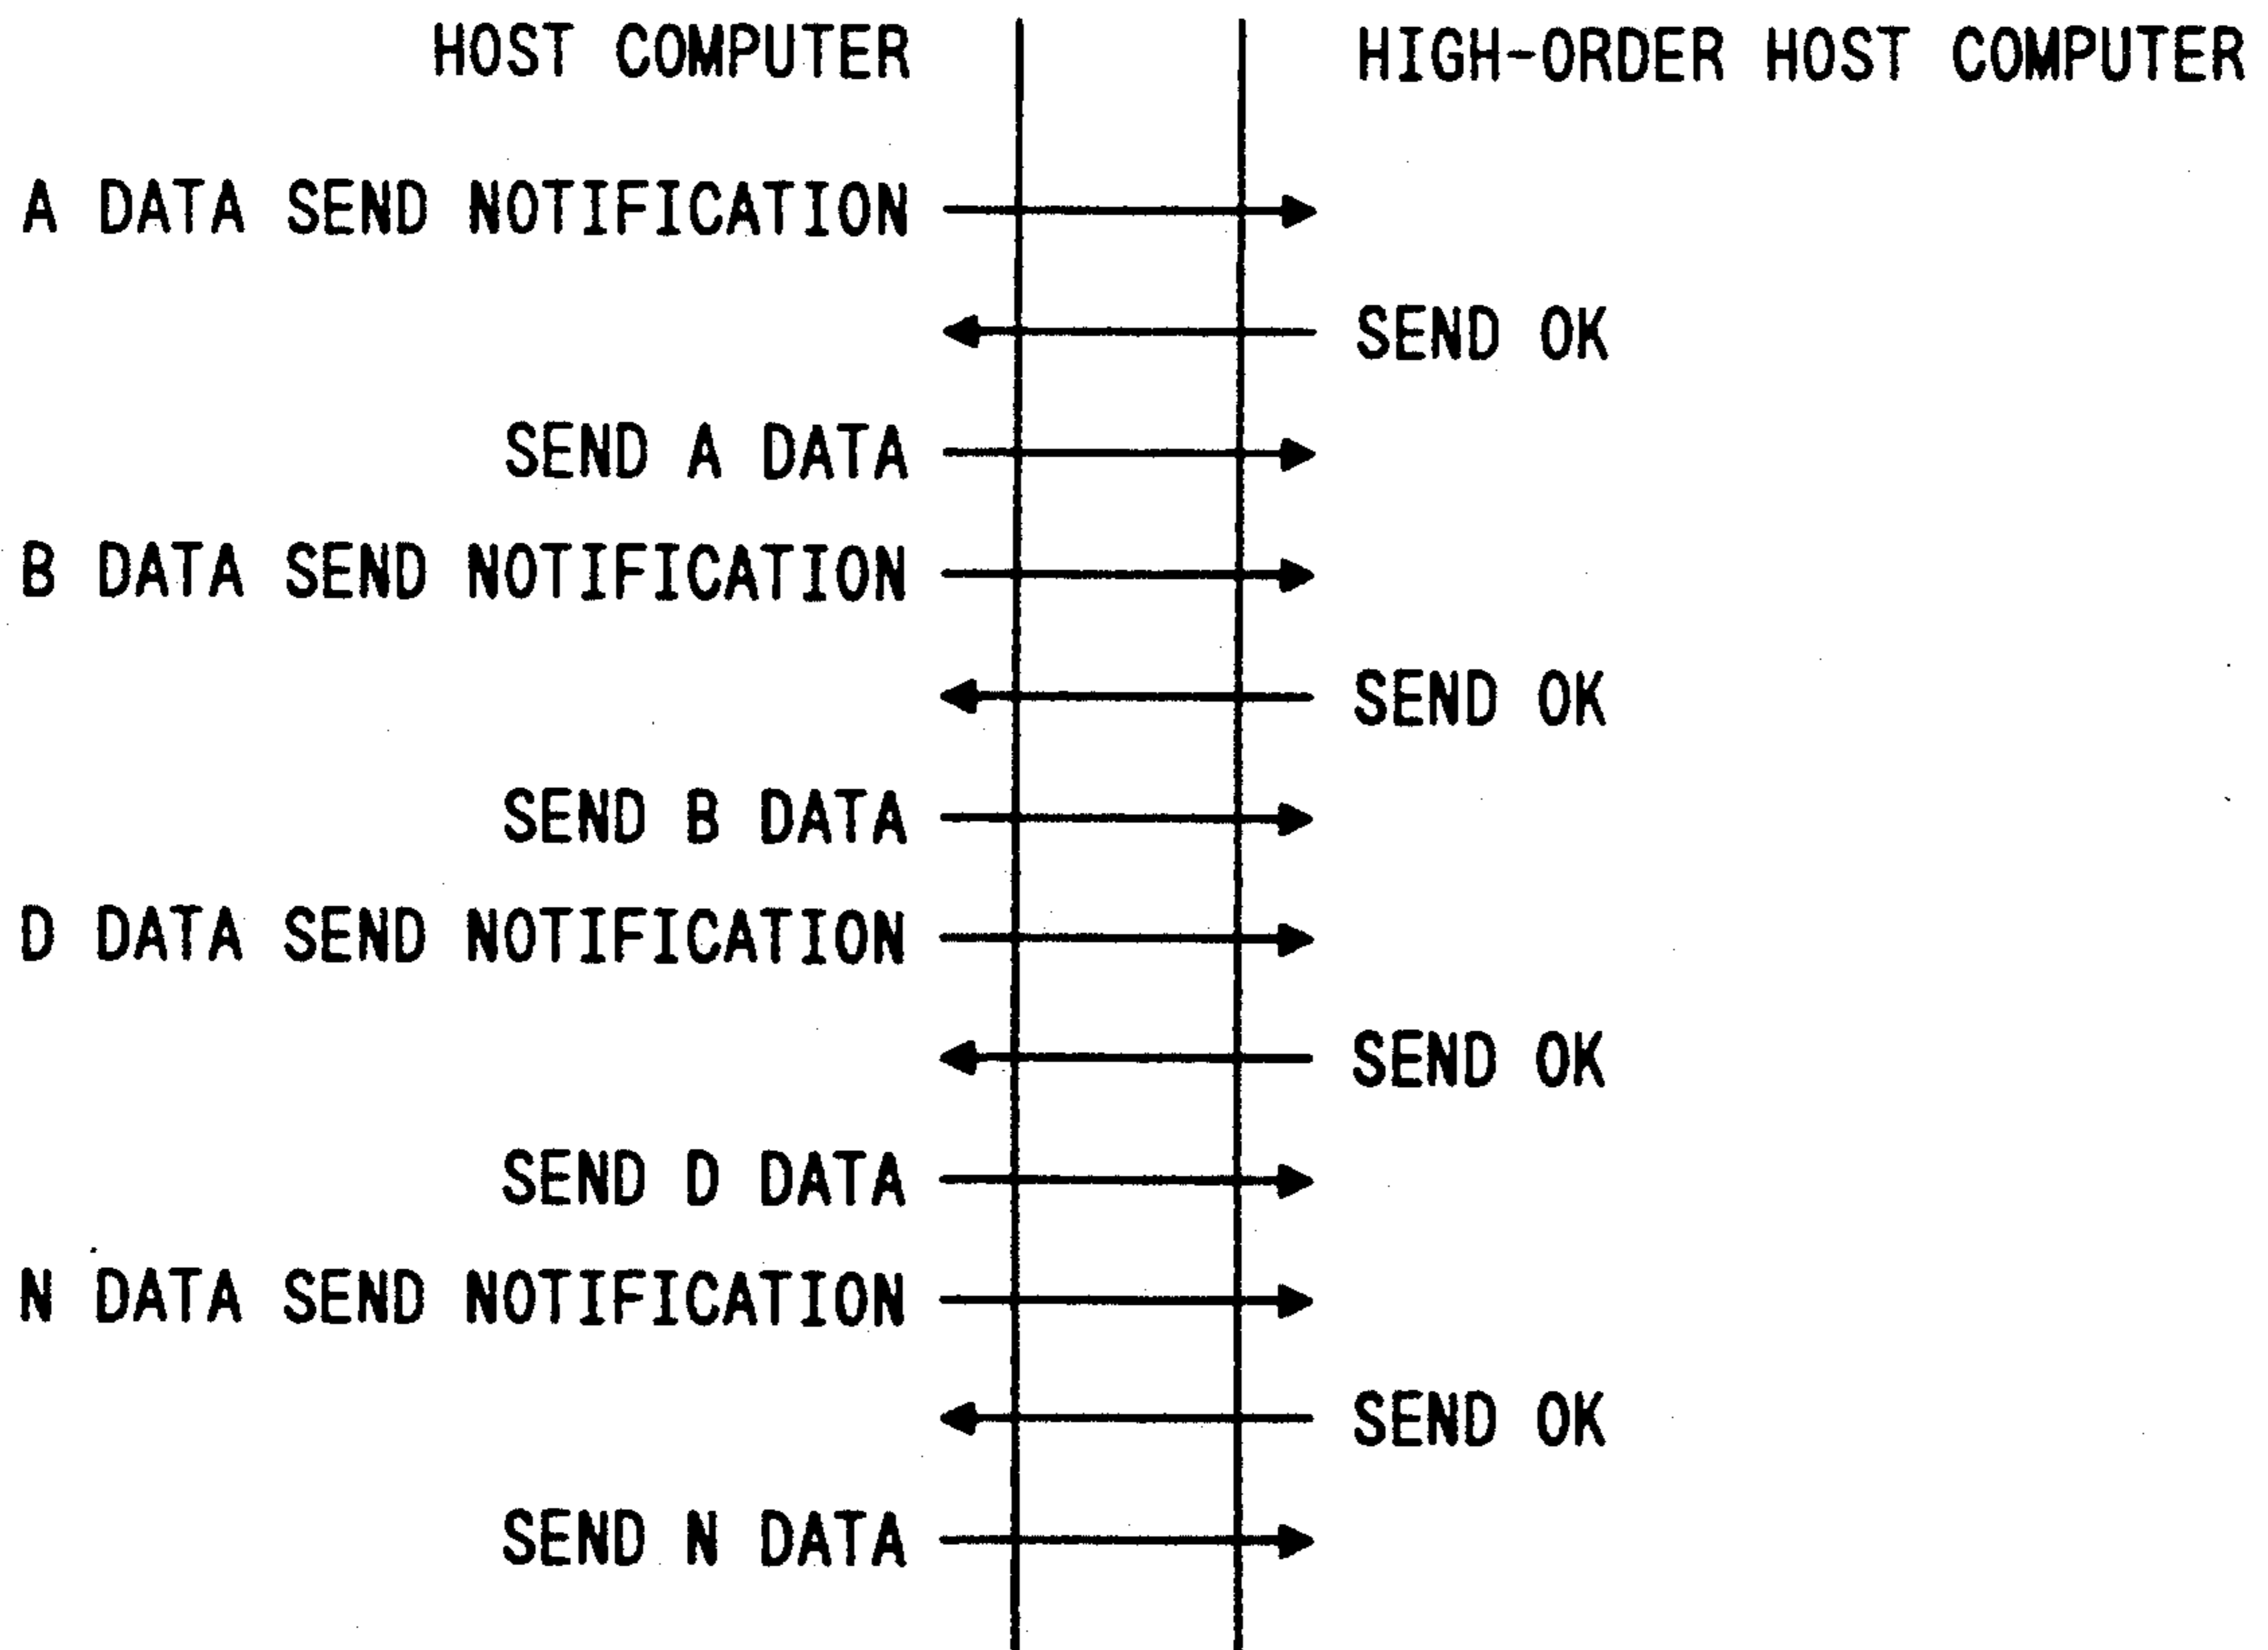 HOST COMPUTER
HIGH-ORDER HOST COMPUTER
A DATA SEND NOTIFICATION
SEND OK
SEND A DATA
B DATA SEND NOTIFICATION
SEND OK
SEND B DATA
D DATA SEND NOTIFICATION
SEND OK
SEND D DATA
N DATA SEND NOTIFICATION
SEND OK
SEND N DATA